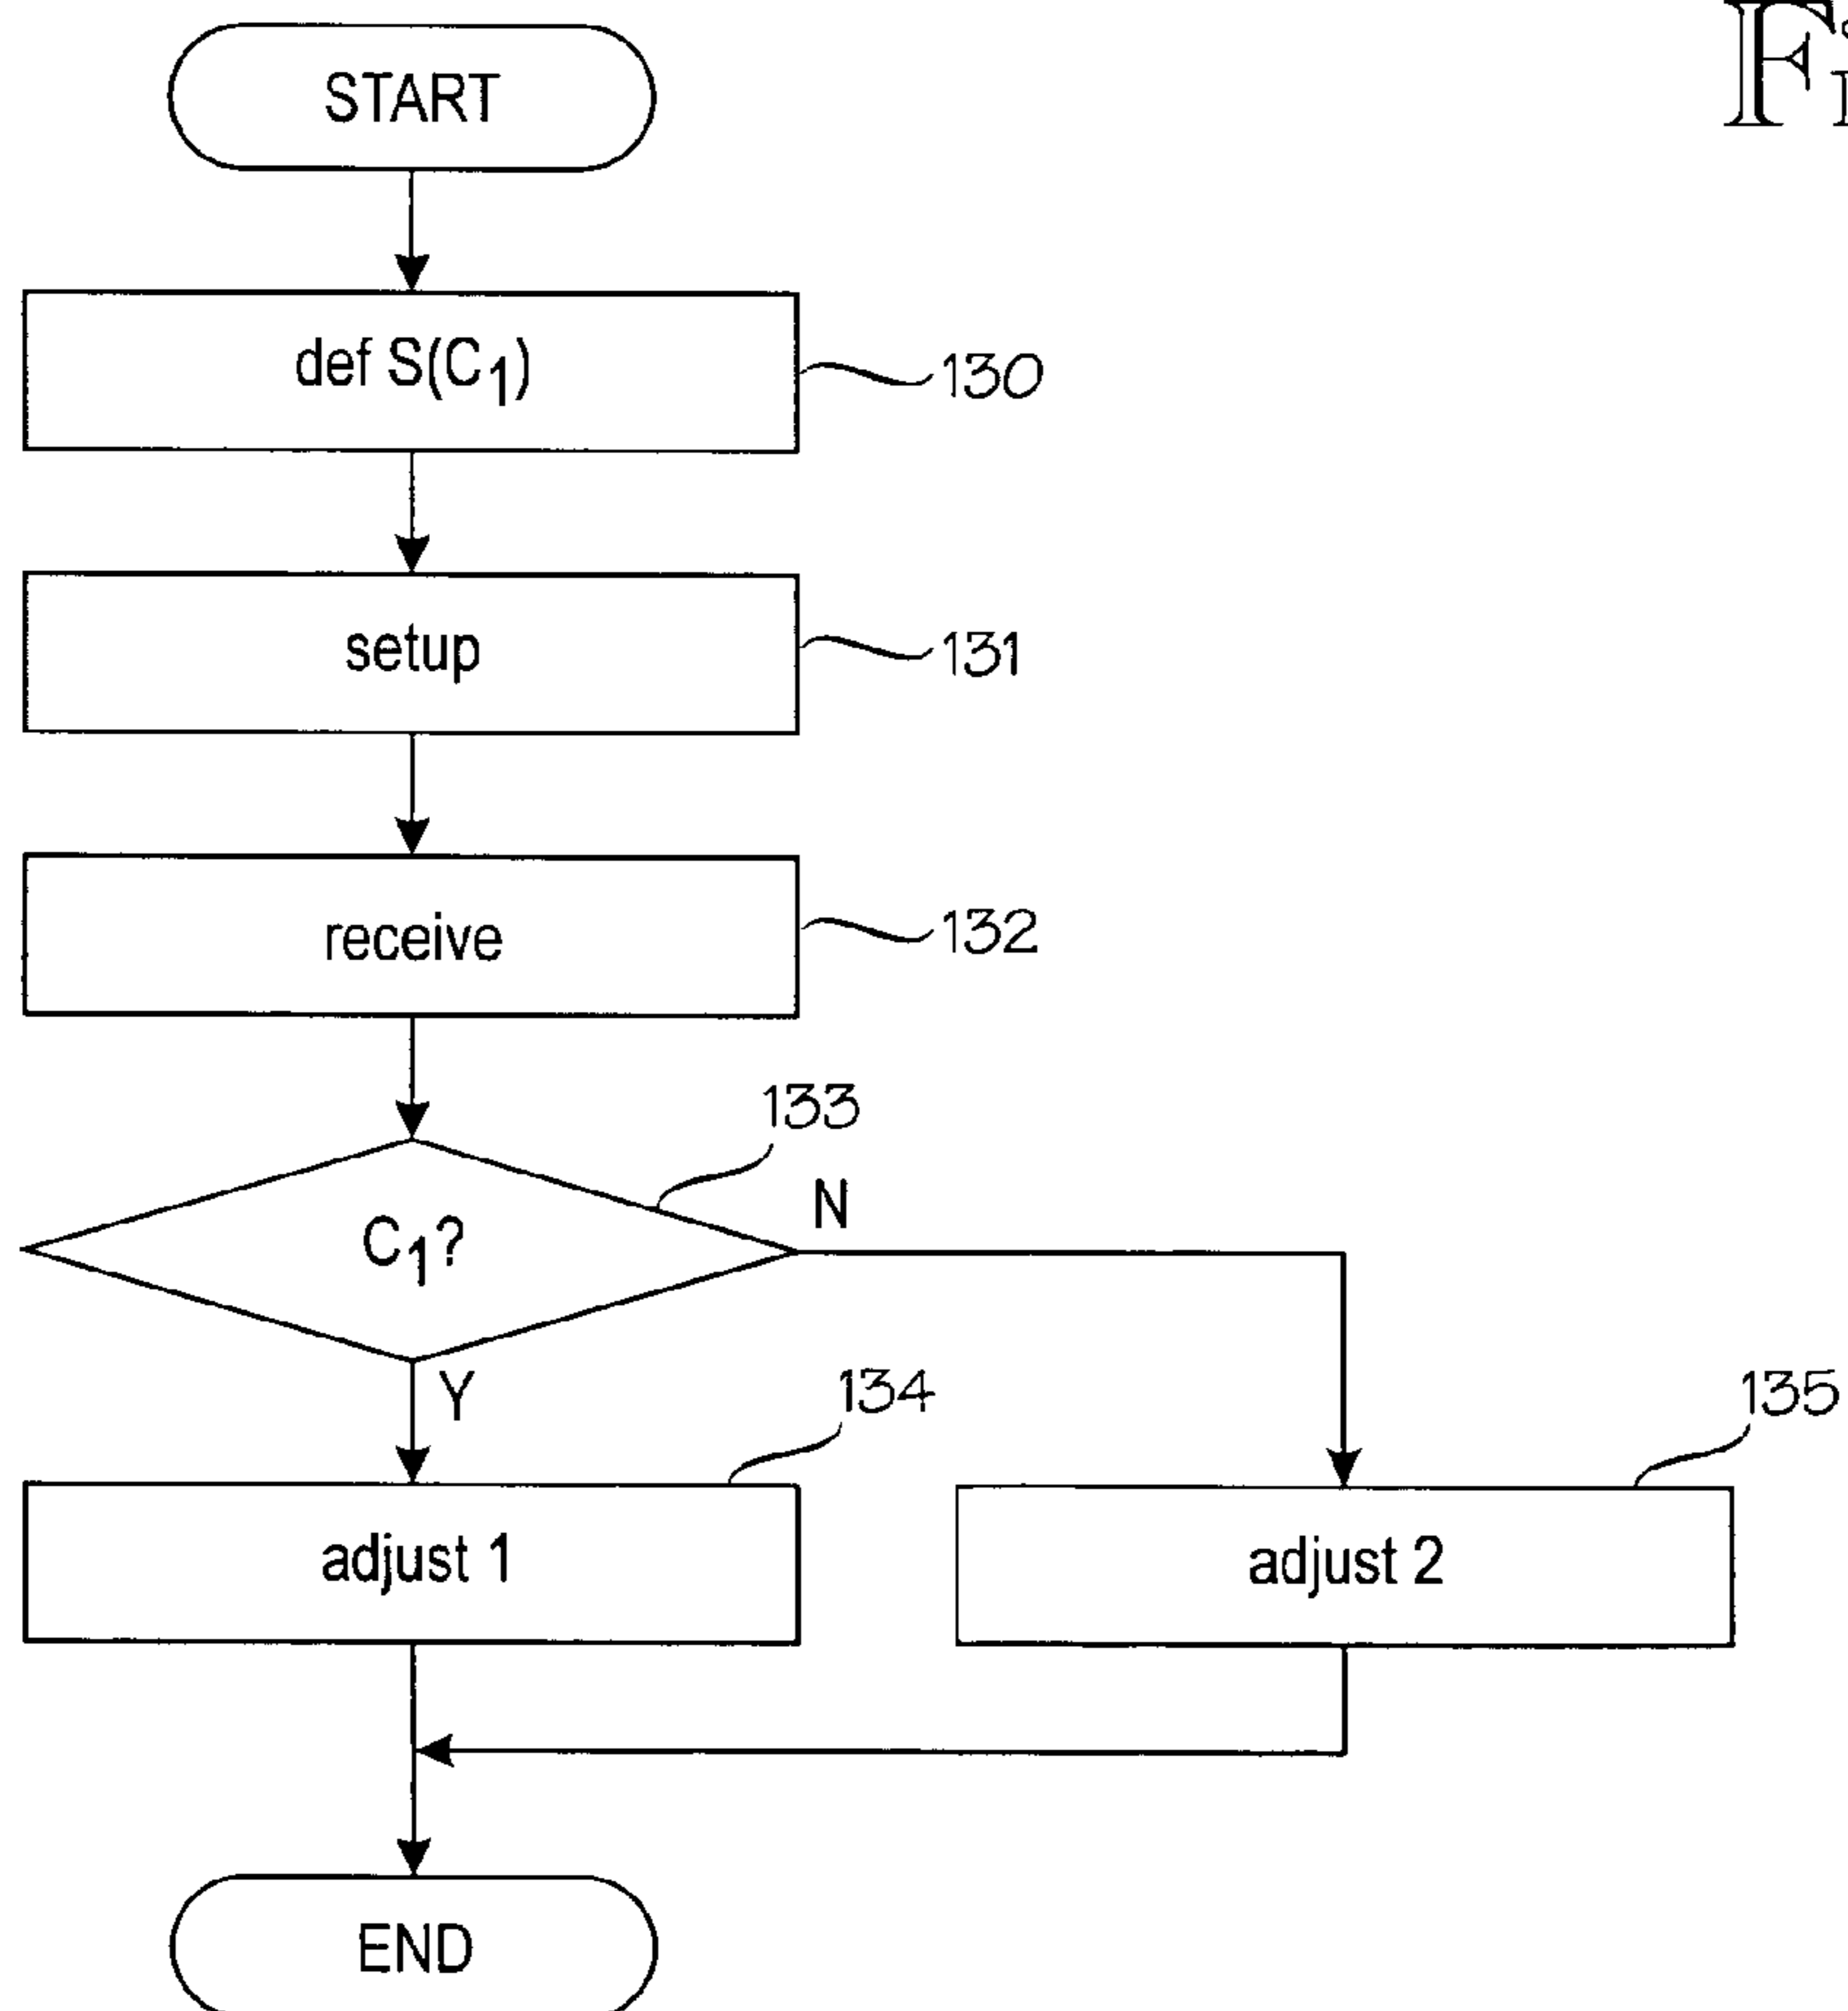 START
def S(C₁)
130
setup
131
receive
132
133
C₁?
N
Y
134
135
adjust 1
adjust 2
END